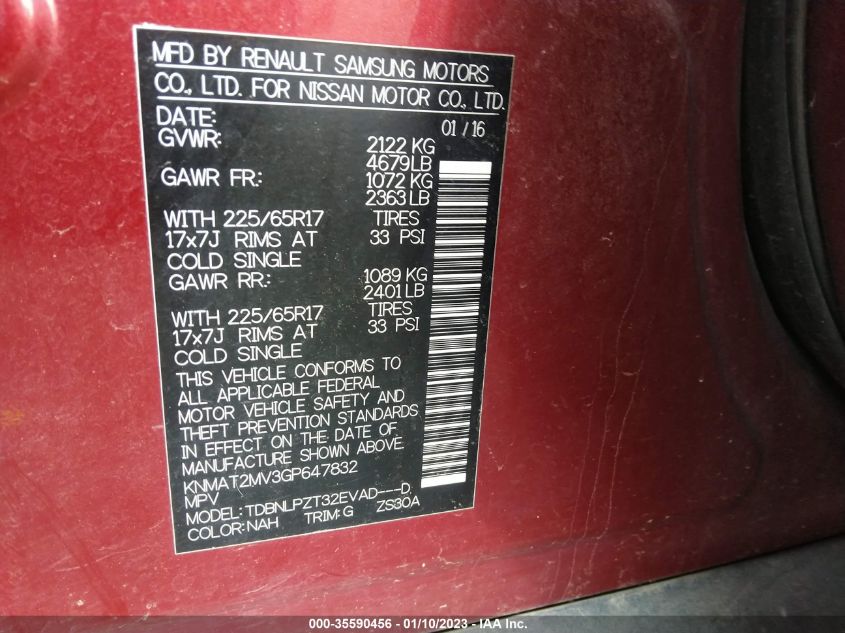 MFD BY RENAULT SAMSUNG MOTORS
CO., LTD. FOR NISSAN MOTOR CO., LTD.
DATE: 01/16
GVWR: 2122 KG
4679LB
GAWR FR.: 1072 KG
2363LB
WITH 225/65R17 TIRES
17x7J RIMS AT 33 PSI
COLD SINGLE
GAWR RR.: 1089 KG
2401LB
WITH 225/65R17 TIRES
17x7J RIMS AT 33 PSI
COLD SINGLE
THIS VEHICLE CONFORMS TO
ALL APPLICABLE FEDERAL
MOTOR VEHICLE SAFETY AND
THEFT PREVENTION STANDARDS
IN EFFECT ON THE DATE OF
MANUFACTURE SHOWN ABOVE.
KNMAT2MV3GP647832
MPV
MODEL: TDBNLPZT32EVAD---D
COLOR: NAH TRIM: G ZS30A
000-35590456 - 01/10/2023 - IAA Inc.